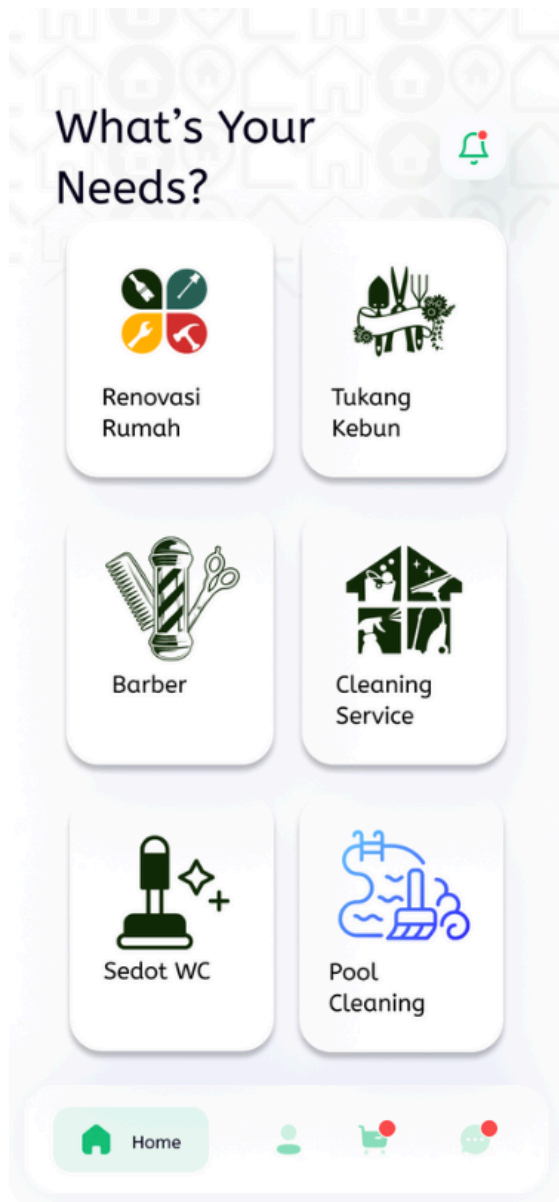 What's Your
Needs?
Renovasi
Rumah
Tukang
Kebun
Barber
Cleaning
Service
Sedot WC
Pool
Cleaning
Home